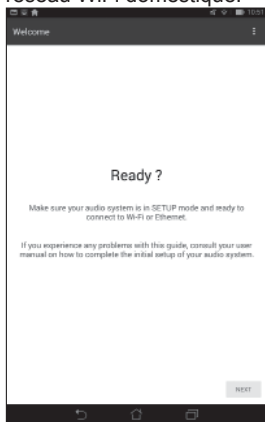 réseau Wi-Fi domestique.
10:51
Welcome
Ready ?
Make sure your audio system is in SETUP mode and ready to
connect to Wi-Fi or Ethernet.
If you experience any problems with this guide, consult your user
manual on how to complete the initial setup of your audio system.
NEXT